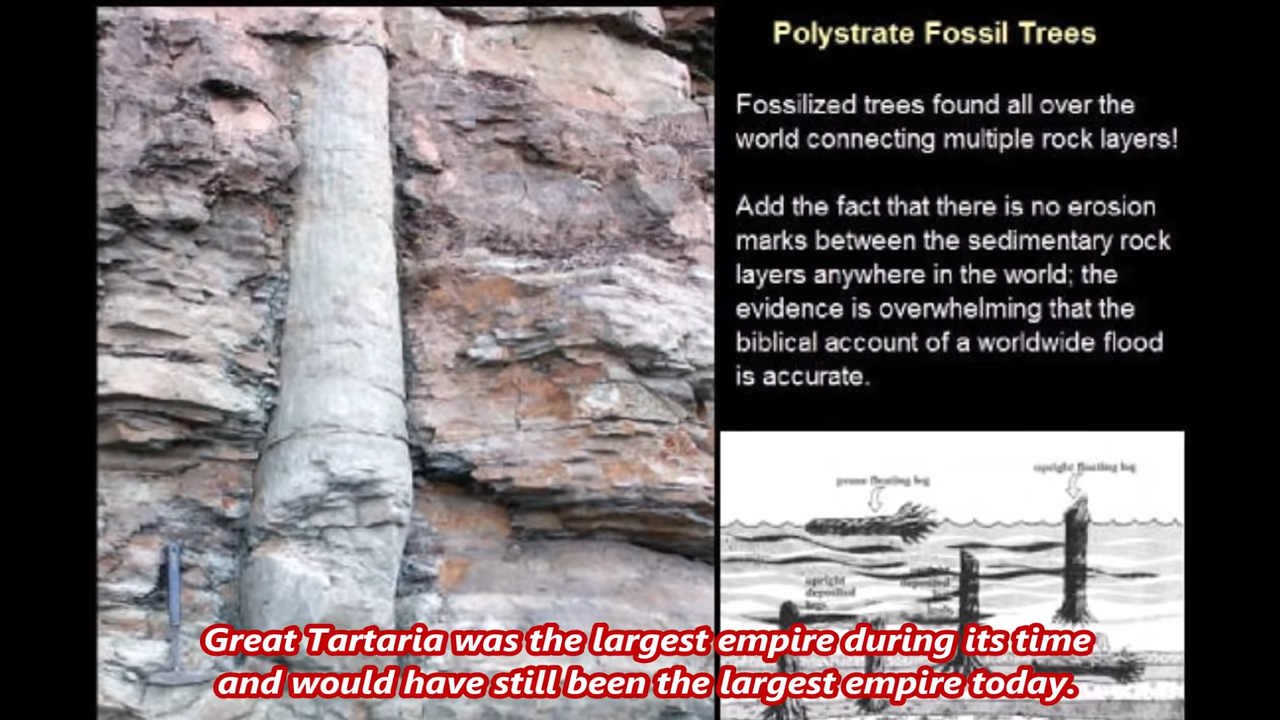 Polystrate Fossil Trees
Fossilized trees found all over the
world connecting multiple rock layers!
Add the fact that there is no erosion
marks between the sedimentary rock
layers anywhere in the world; the
evidence is overwhelming that the
biblical account of a worldwide flood
is accurate.
prone floating log
upright floating log
upright
deposited
Great Tartaria was the largest empire during its time
and would have still been the largest empire today.